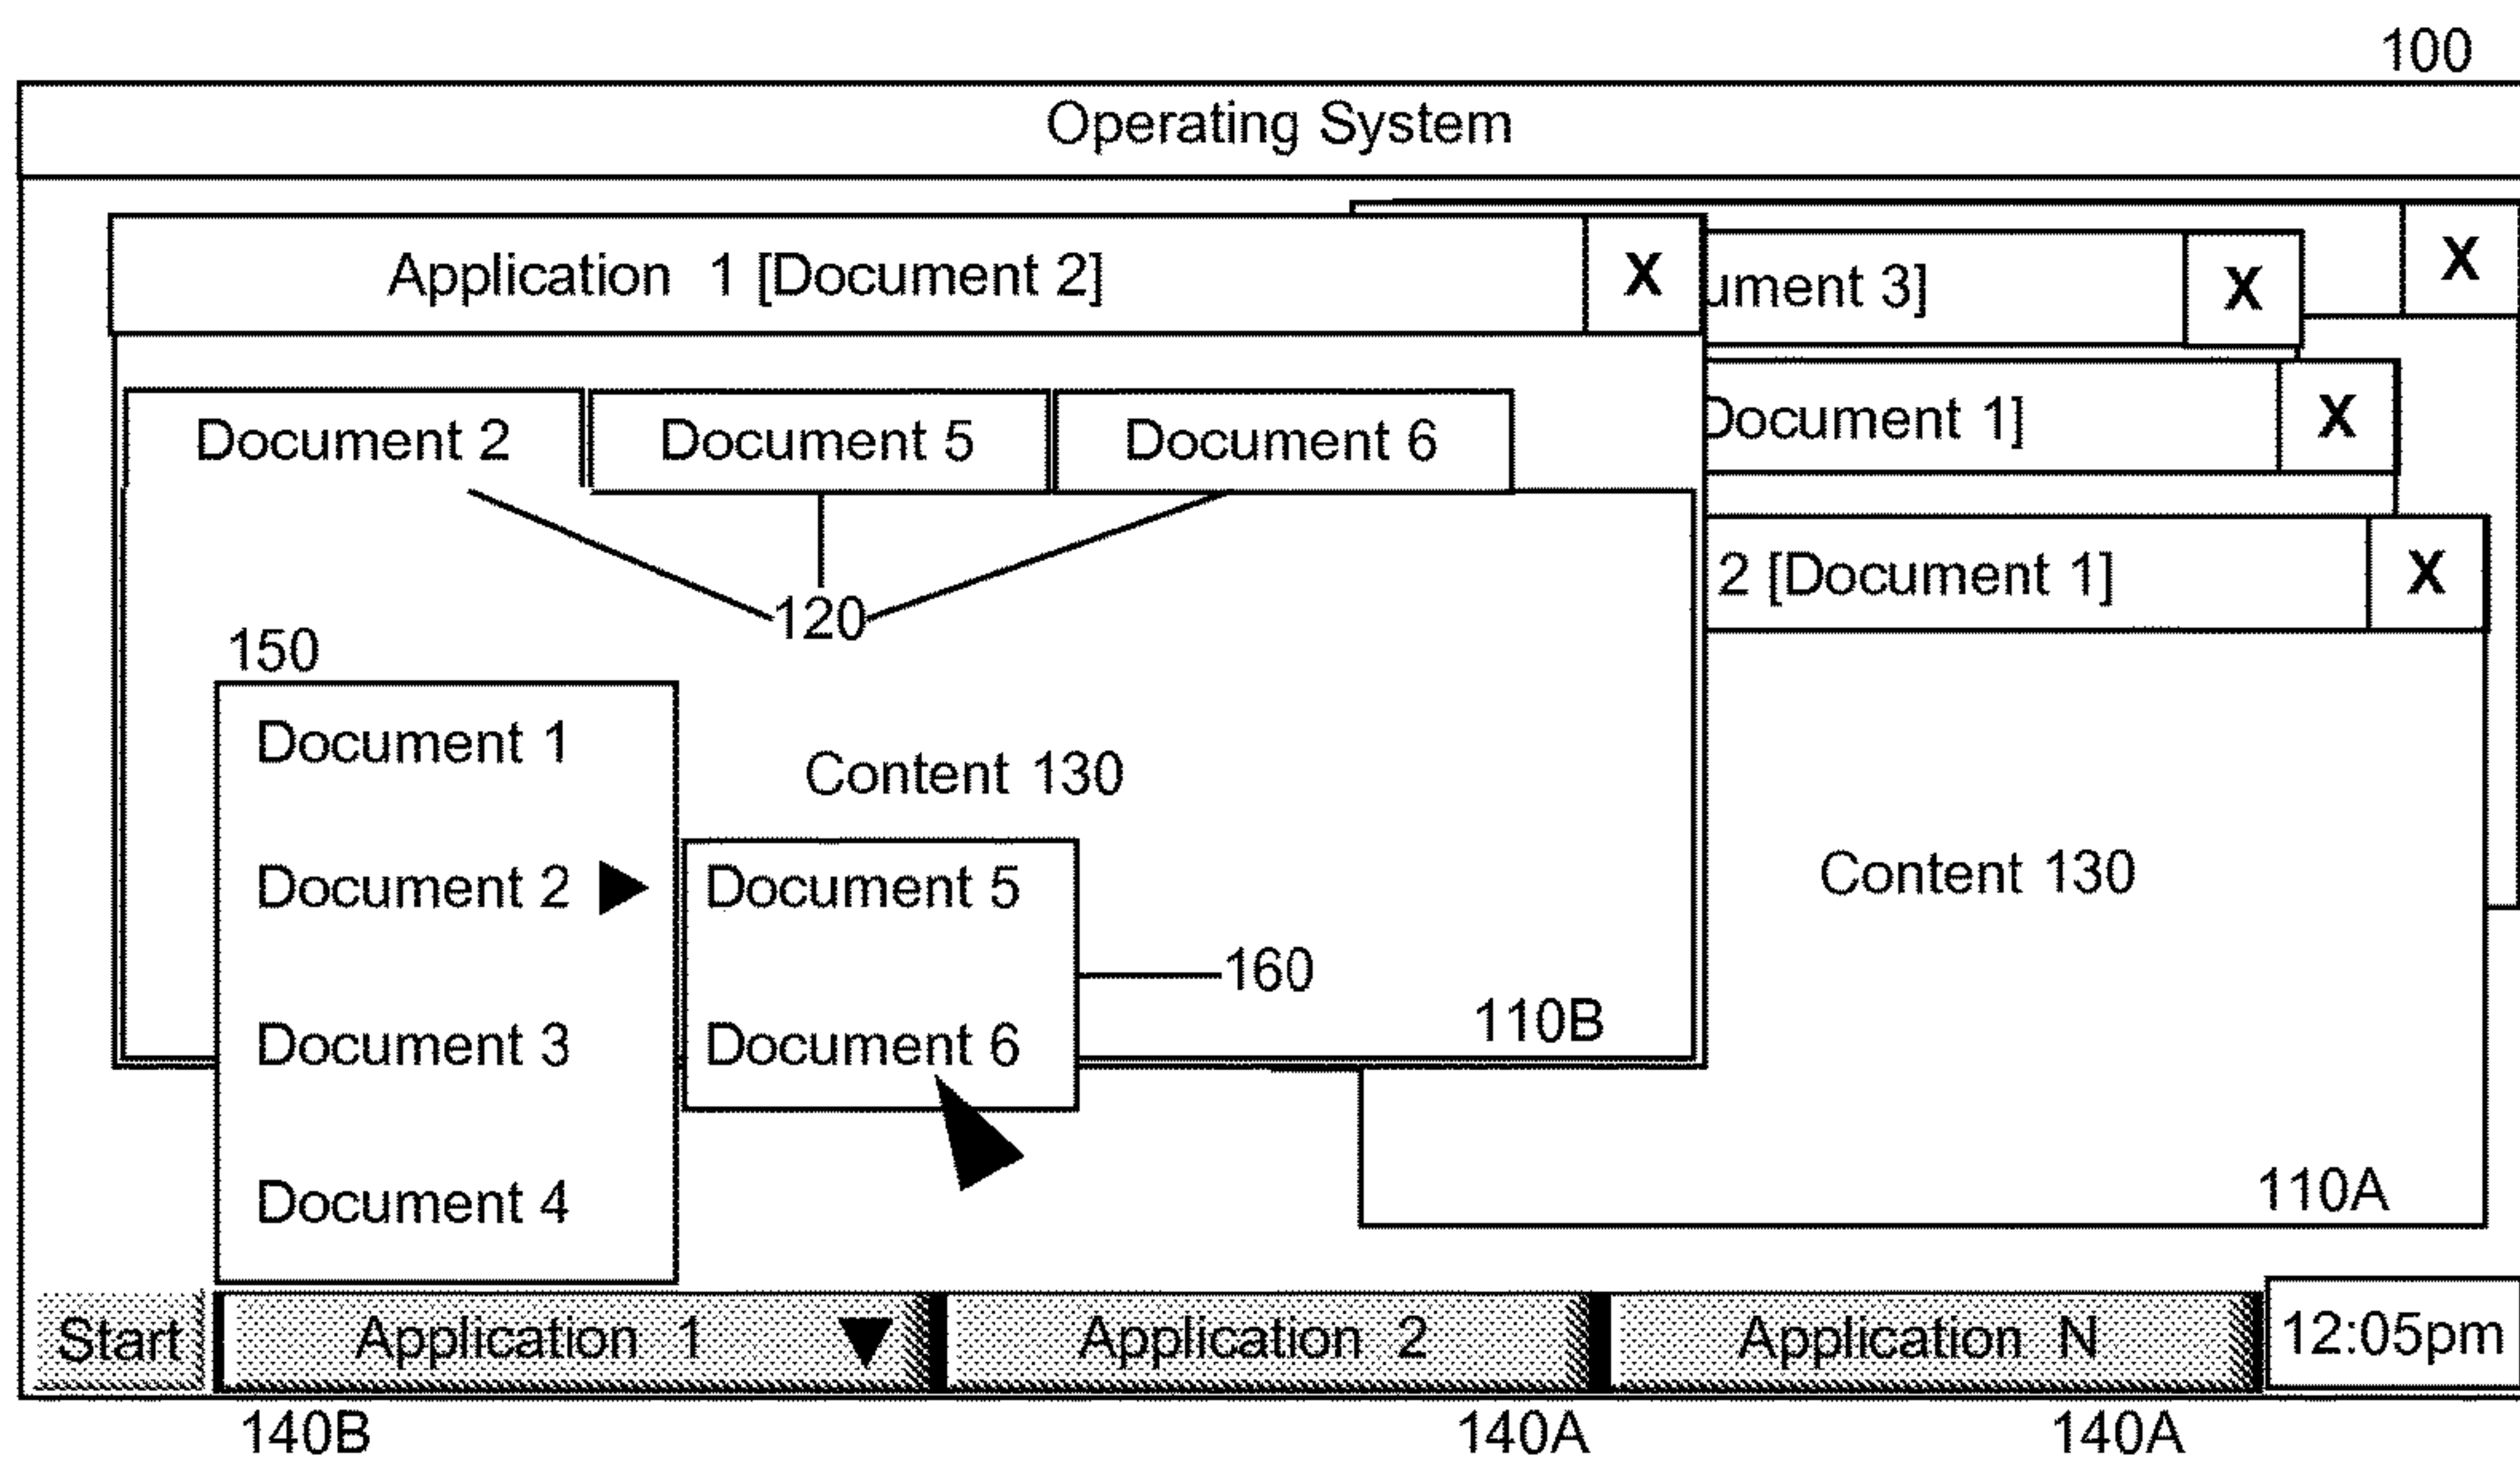 100
Operating System
Application 1 [Document 2] X
X
ument 3] X
Document 1] X
Document 2 Document 5 Document 6
2 [Document 1] X
120
150
Document 1
Content 130
Document 2 ▶ Document 5
Content 130
160
110B
Document 3 Document 6
110A
Document 4
Start Application 1 ▼ Application 2 Application N 12:05pm
140B 140A 140A